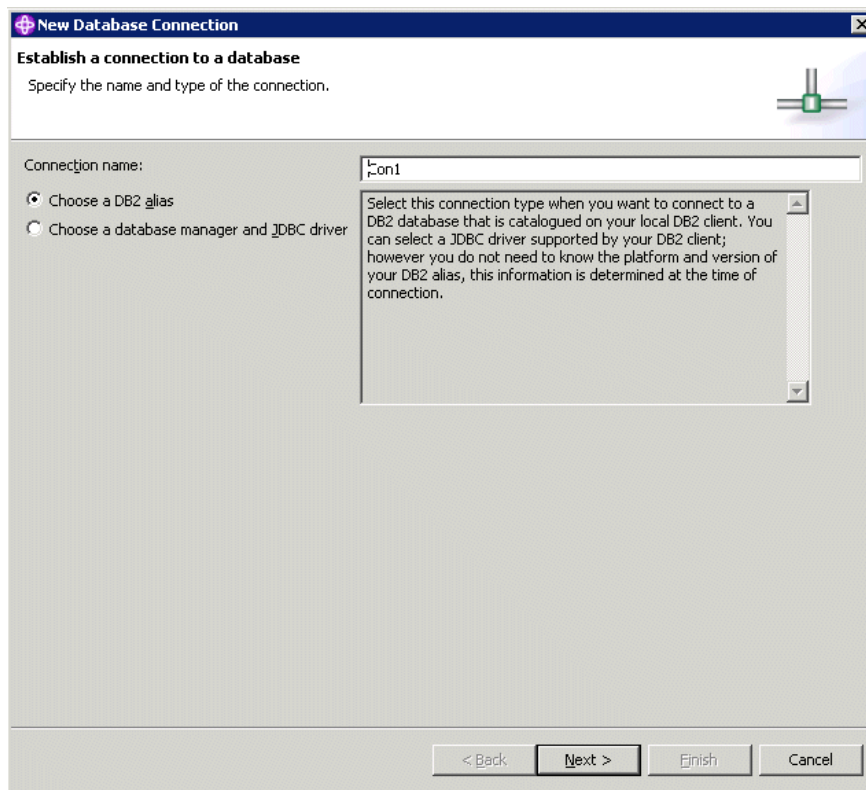 New Database Connection
Establish a connection to a database
Specify the name and type of the connection.
Connection name:
Con1
Choose a DB2 alias
Choose a database manager and JDBC driver
Select this connection type when you want to connect to a
DB2 database that is catalogued on your local DB2 client. You
can select a JDBC driver supported by your DB2 client;
however you do not need to know the platform and version of
your DB2 alias, this information is determined at the time of
connection.
< Back
Next >
Finish
Cancel